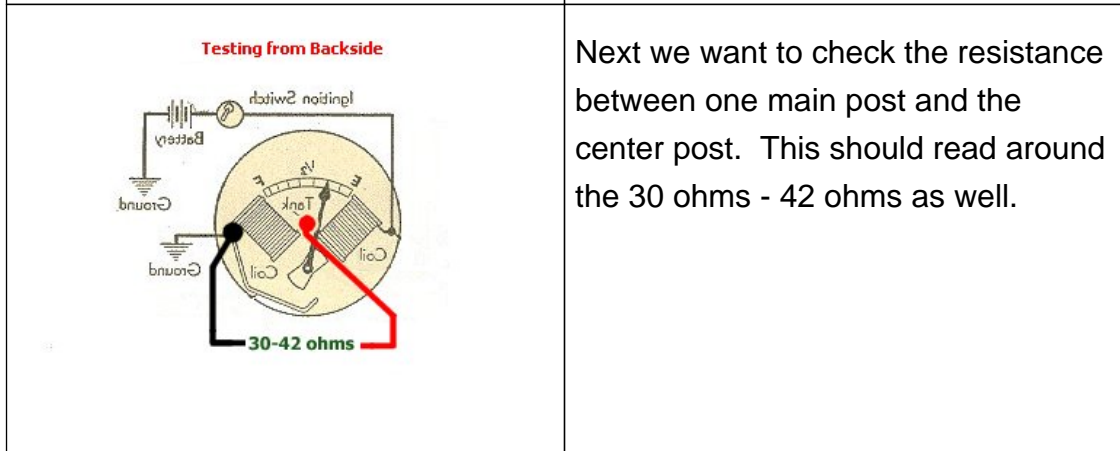 Testing from Backside
Ignition Switch
Battery
Ground
F
1/2
E
Tank
Ground
Coil
Coil
30-42 ohms
Next we want to check the resistance
between one main post and the
center post.  This should read around
the 30 ohms - 42 ohms as well.